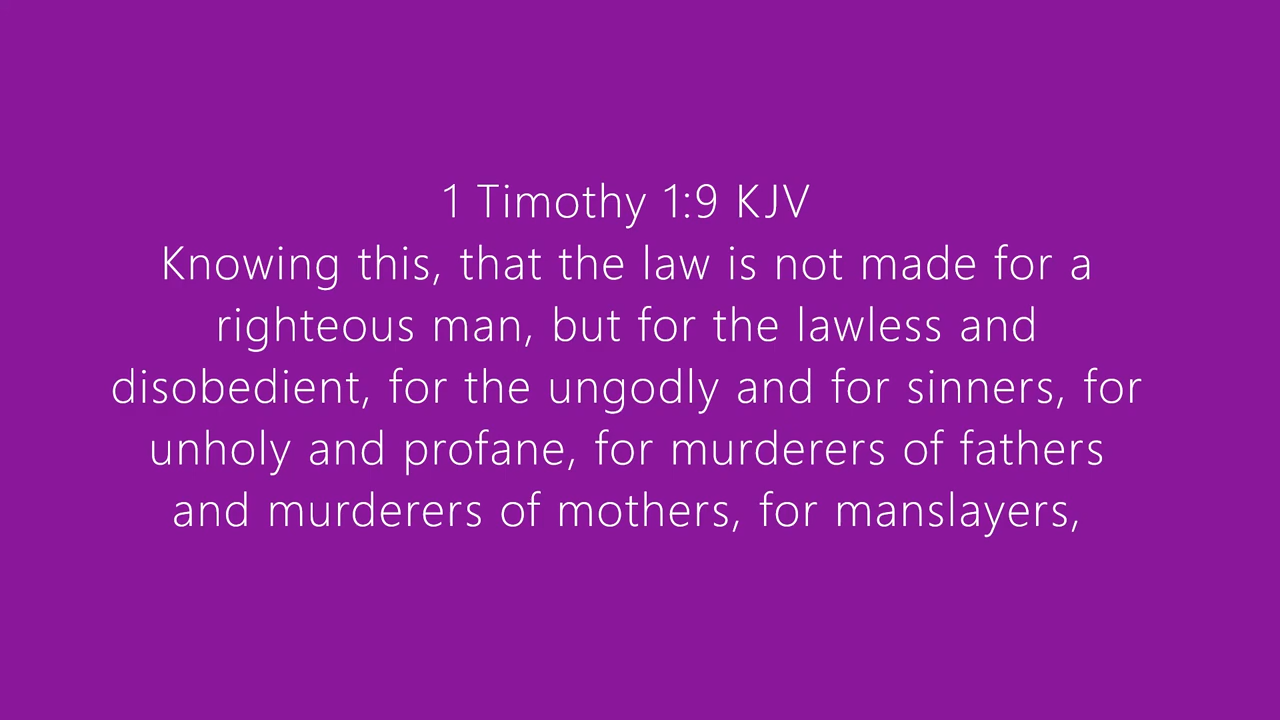 1 Timothy 1:9 KJV
Knowing this, that the law is not made for a
righteous man, but for the lawless and
disobedient, for the ungodly and for sinners, for
unholy and profane, for murderers of fathers
and murderers of mothers, for manslayers,